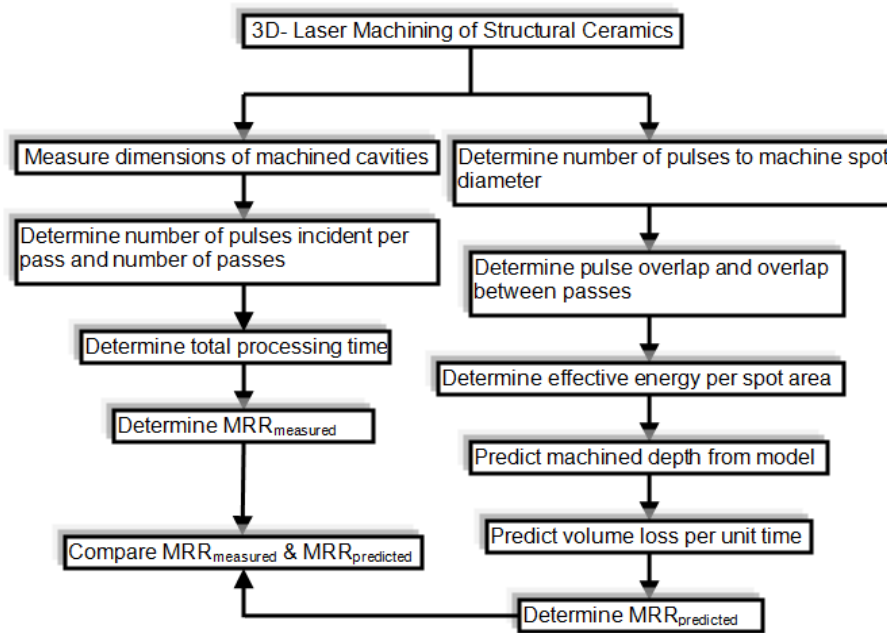 3D- Laser Machining of Structural Ceramics
Measure dimensions of machined cavities
Determine number of pulses incident per
pass and number of passes
Determine total processing time
Determine MRRmeasured
Compare MRRmeasured & MRRpredicted
Determine number of pulses to machine spot
diameter
Determine pulse overlap and overlap
between passes
Determine effective energy per spot area
Predict machined depth from model
Predict volume loss per unit time
Determine MRRpredicted